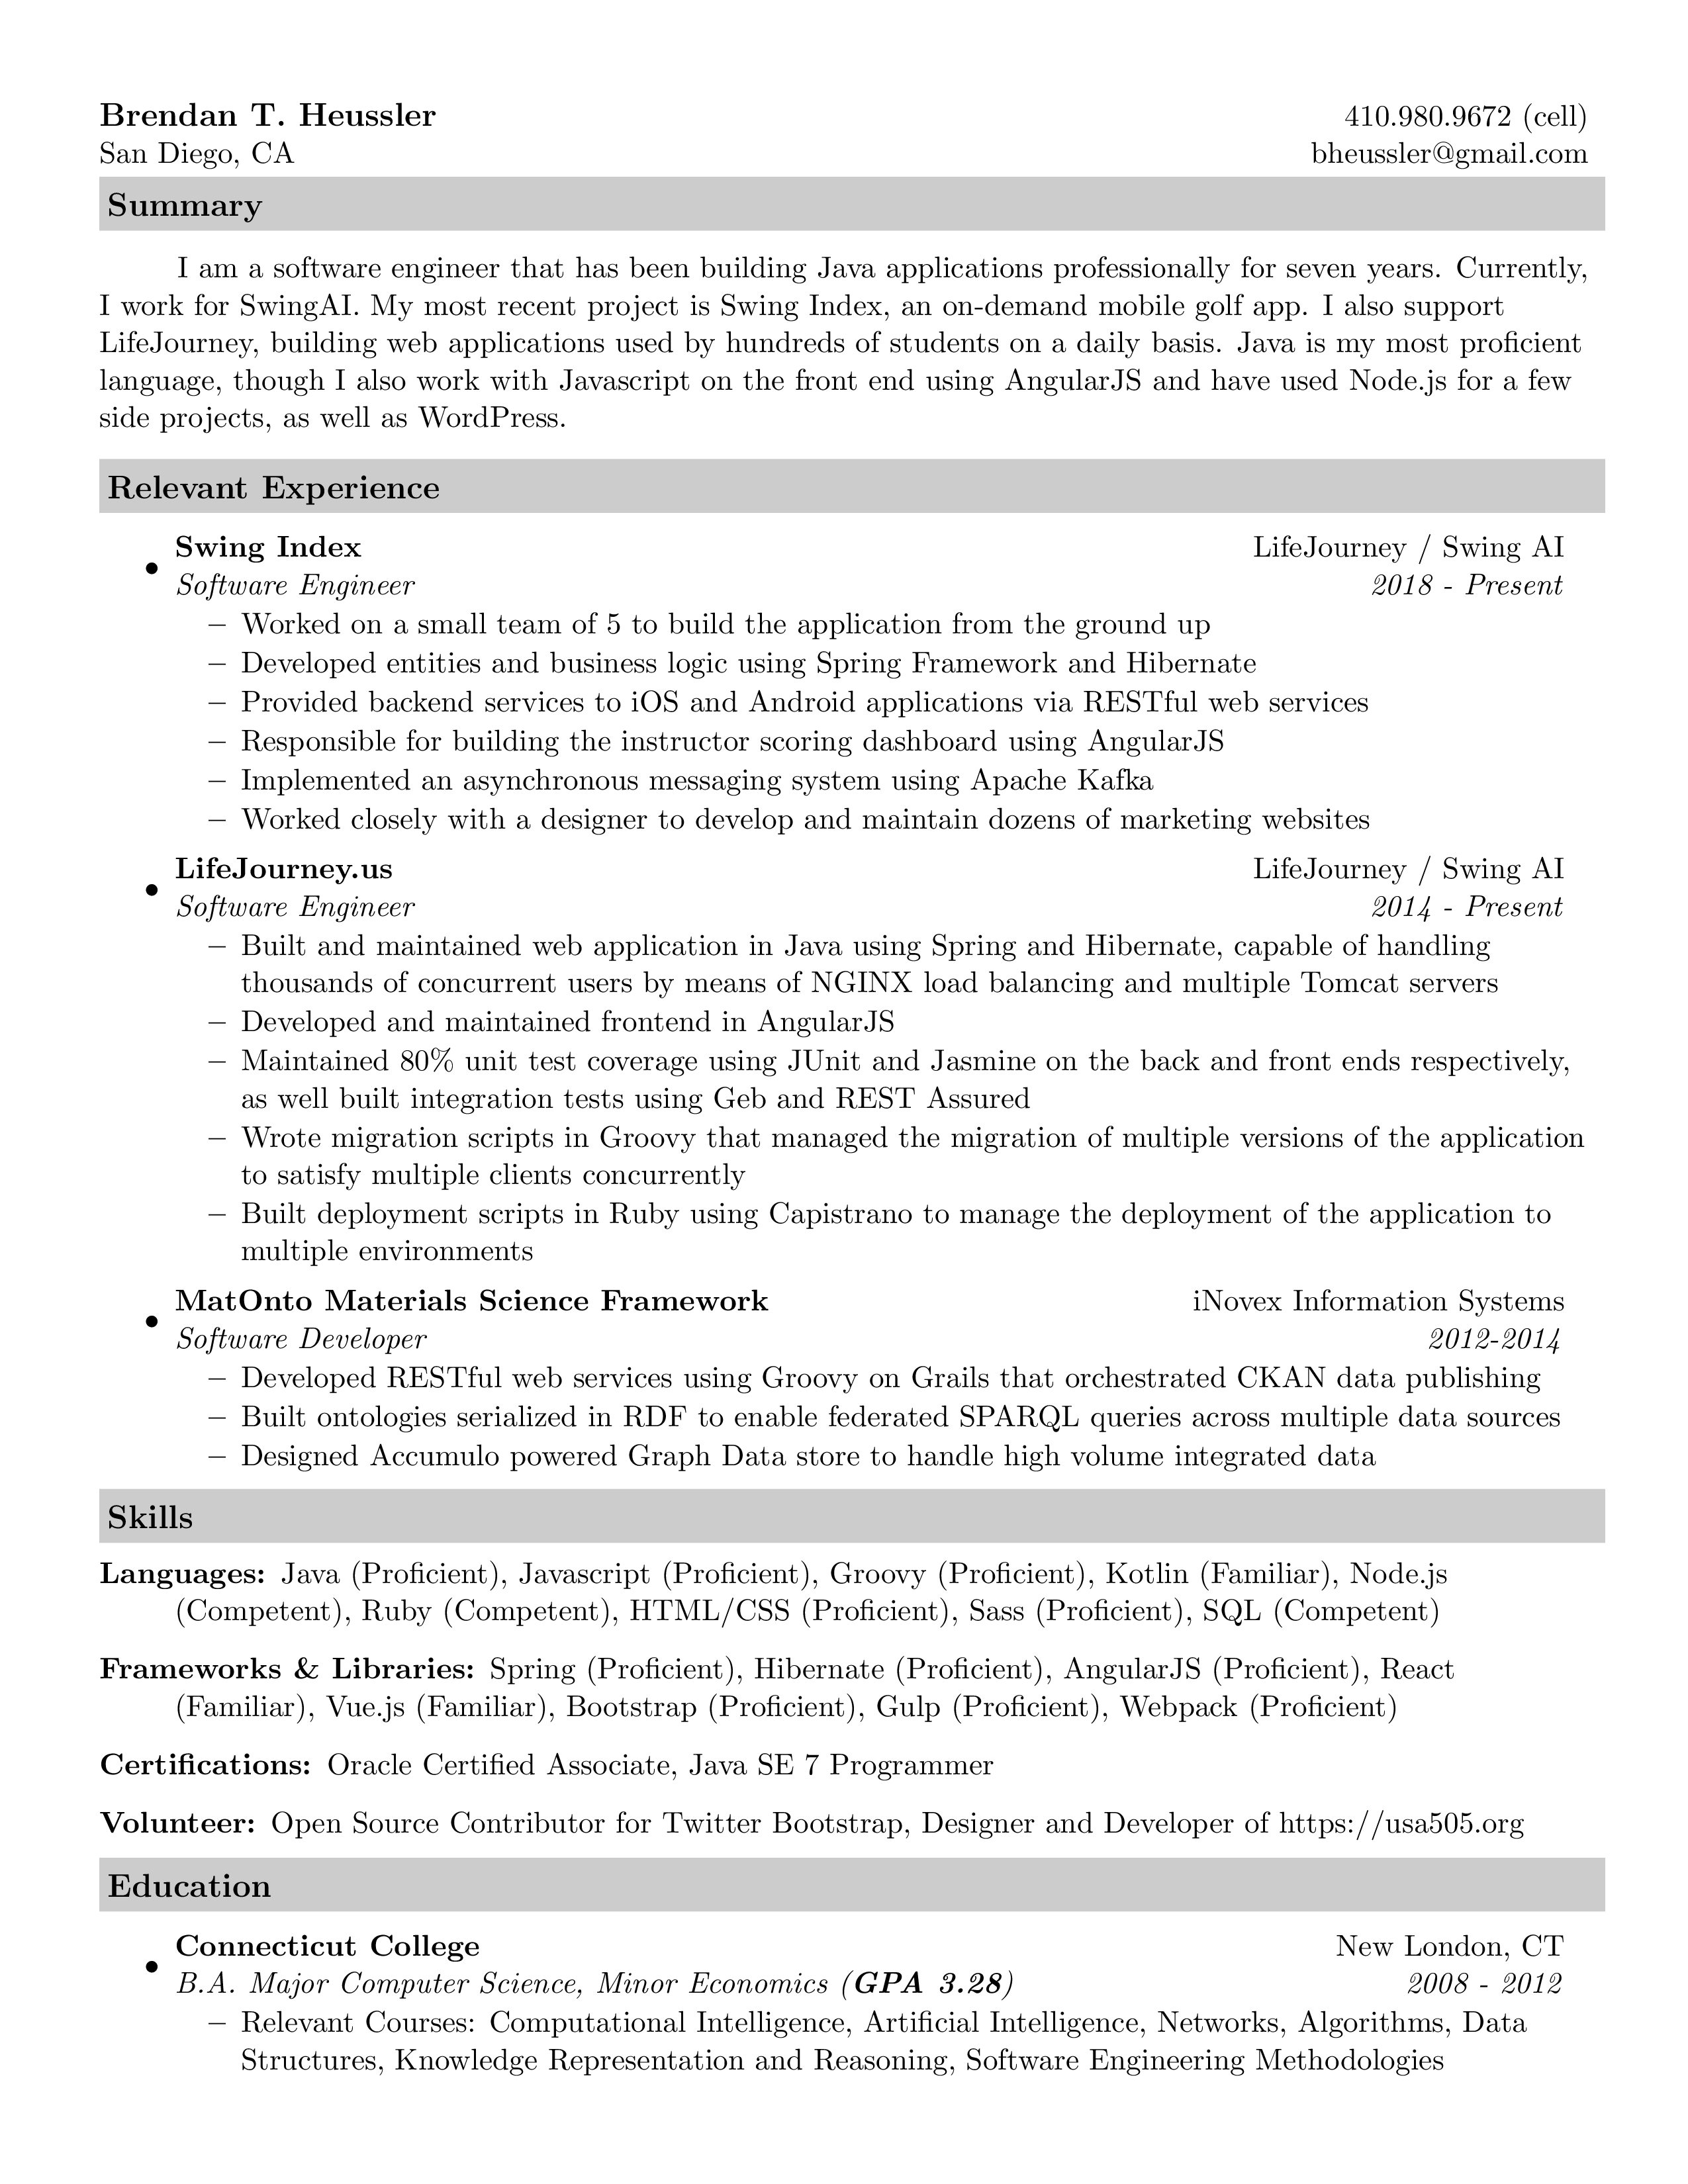 Brendan T. Heussler 410.980.9672 (cell)
San Diego, CA bheussler@gmail.com
Summary
I am a software engineer that has been building Java applications professionally for seven years. Currently,
I work for SwingAI. My most recent project is Swing Index, an on-demand mobile golf app. I also support
LifeJourney, building web applications used by hundreds of students on a daily basis. Java is my most proficient
language, though I also work with Javascript on the front end using AngularJS and have used Node.js for a few
side projects, as well as WordPress.
Relevant Experience
• Swing Index LifeJourney / Swing AI
Software Engineer 2018 - Present
– Worked on a small team of 5 to build the application from the ground up
– Developed entities and business logic using Spring Framework and Hibernate
– Provided backend services to iOS and Android applications via RESTful web services
– Responsible for building the instructor scoring dashboard using AngularJS
– Implemented an asynchronous messaging system using Apache Kafka
– Worked closely with a designer to develop and maintain dozens of marketing websites
• LifeJourney.us LifeJourney / Swing AI
Software Engineer 2014 - Present
– Built and maintained web application in Java using Spring and Hibernate, capable of handling
thousands of concurrent users by means of NGINX load balancing and multiple Tomcat servers
– Developed and maintained frontend in AngularJS
– Maintained 80% unit test coverage using JUnit and Jasmine on the back and front ends respectively,
as well built integration tests using Geb and REST Assured
– Wrote migration scripts in Groovy that managed the migration of multiple versions of the application
to satisfy multiple clients concurrently
– Built deployment scripts in Ruby using Capistrano to manage the deployment of the application to
multiple environments
• MatOnto Materials Science Framework iNovex Information Systems
Software Developer 2012-2014
– Developed RESTful web services using Groovy on Grails that orchestrated CKAN data publishing
– Built ontologies serialized in RDF to enable federated SPARQL queries across multiple data sources
– Designed Accumulo powered Graph Data store to handle high volume integrated data
Skills
Languages: Java (Proficient), Javascript (Proficient), Groovy (Proficient), Kotlin (Familiar), Node.js
(Competent), Ruby (Competent), HTML/CSS (Proficient), Sass (Proficient), SQL (Competent)
Frameworks & Libraries: Spring (Proficient), Hibernate (Proficient), AngularJS (Proficient), React
(Familiar), Vue.js (Familiar), Bootstrap (Proficient), Gulp (Proficient), Webpack (Proficient)
Certifications: Oracle Certified Associate, Java SE 7 Programmer
Volunteer: Open Source Contributor for Twitter Bootstrap, Designer and Developer of https://usa505.org
Education
• Connecticut College New London, CT
B.A. Major Computer Science, Minor Economics (GPA 3.28) 2008 - 2012
– Relevant Courses: Computational Intelligence, Artificial Intelligence, Networks, Algorithms, Data
Structures, Knowledge Representation and Reasoning, Software Engineering Methodologies